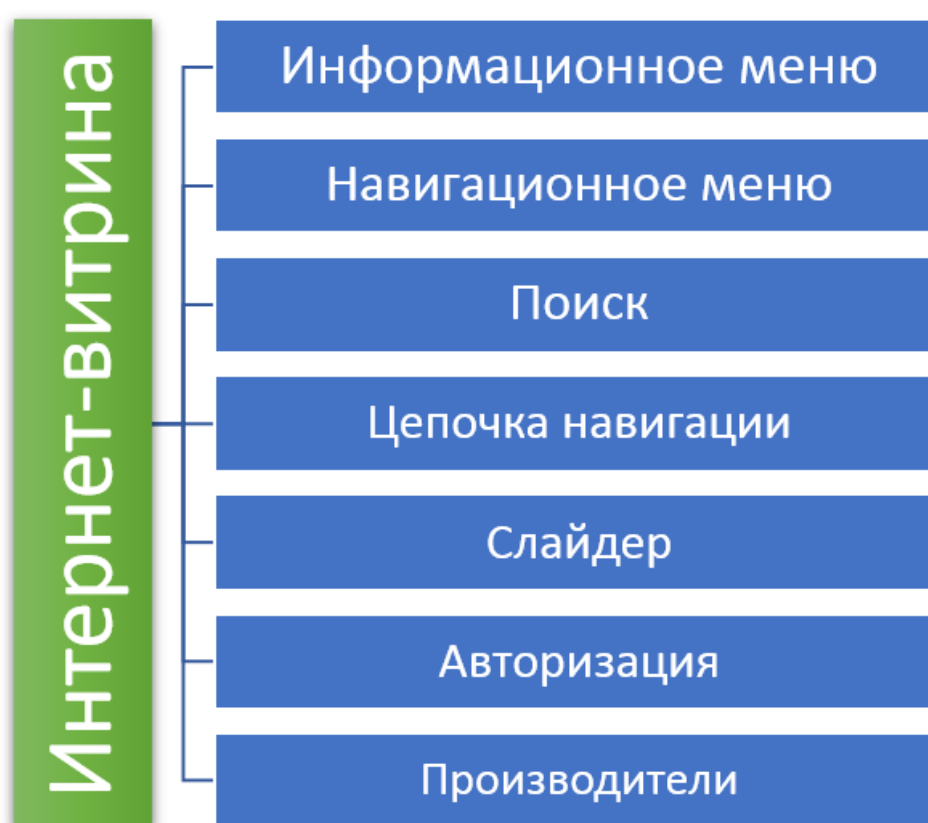 Интернет-витрина
Информационное меню
Навигационное меню
Поиск
Цепочка навигации
Слайдер
Авторизация
Производители